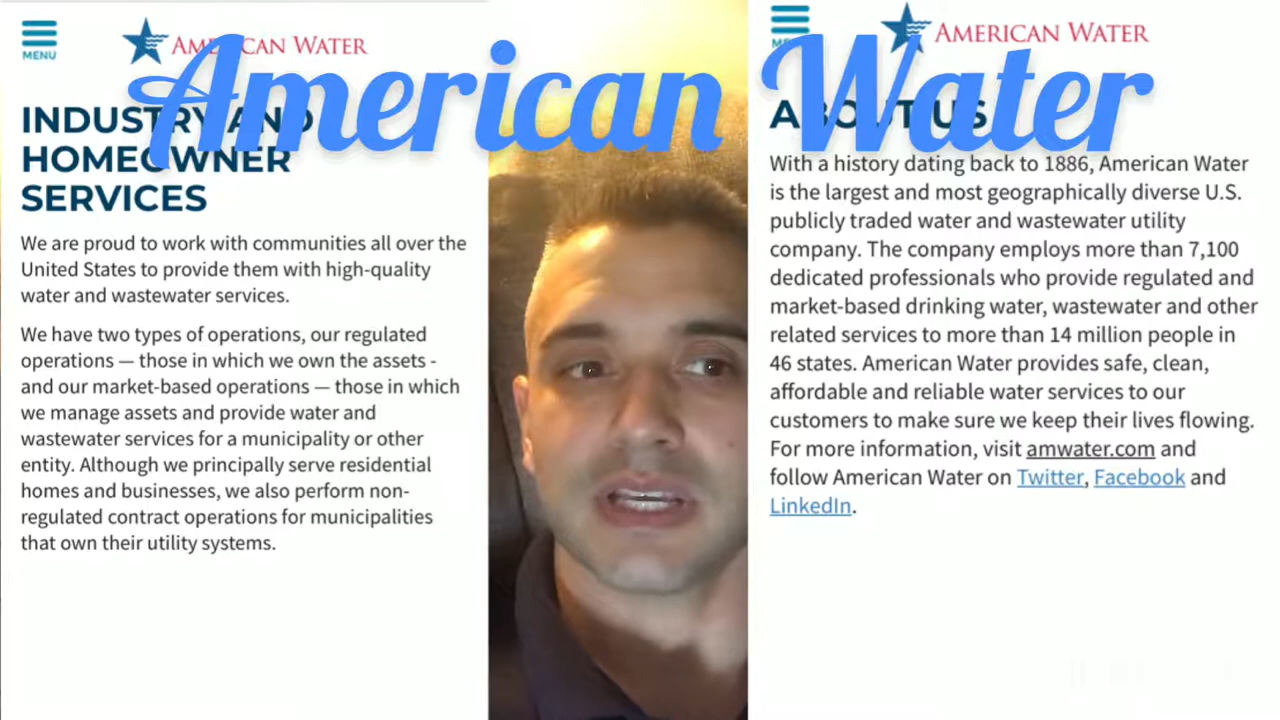 American Water
MENU
AMERICAN WATER
INDUSTRY AND
HOMEOWNER
SERVICES
We are proud to work with communities all over the
United States to provide them with high-quality
water and wastewater services.
We have two types of operations, our regulated
operations — those in which we own the assets -
and our market-based operations — those in which
we manage assets and provide water and
wastewater services for a municipality or other
entity. Although we principally serve residential
homes and businesses, we also perform non-
regulated contract operations for municipalities
that own their utility systems.
MENU
AMERICAN WATER
ABOUT US
With a history dating back to 1886, American Water
is the largest and most geographically diverse U.S.
publicly traded water and wastewater utility
company. The company employs more than 7,100
dedicated professionals who provide regulated and
market-based drinking water, wastewater and other
related services to more than 14 million people in
46 states. American Water provides safe, clean,
affordable and reliable water services to our
customers to make sure we keep their lives flowing.
For more information, visit amwater.com and
follow American Water on Twitter, Facebook and
LinkedIn.